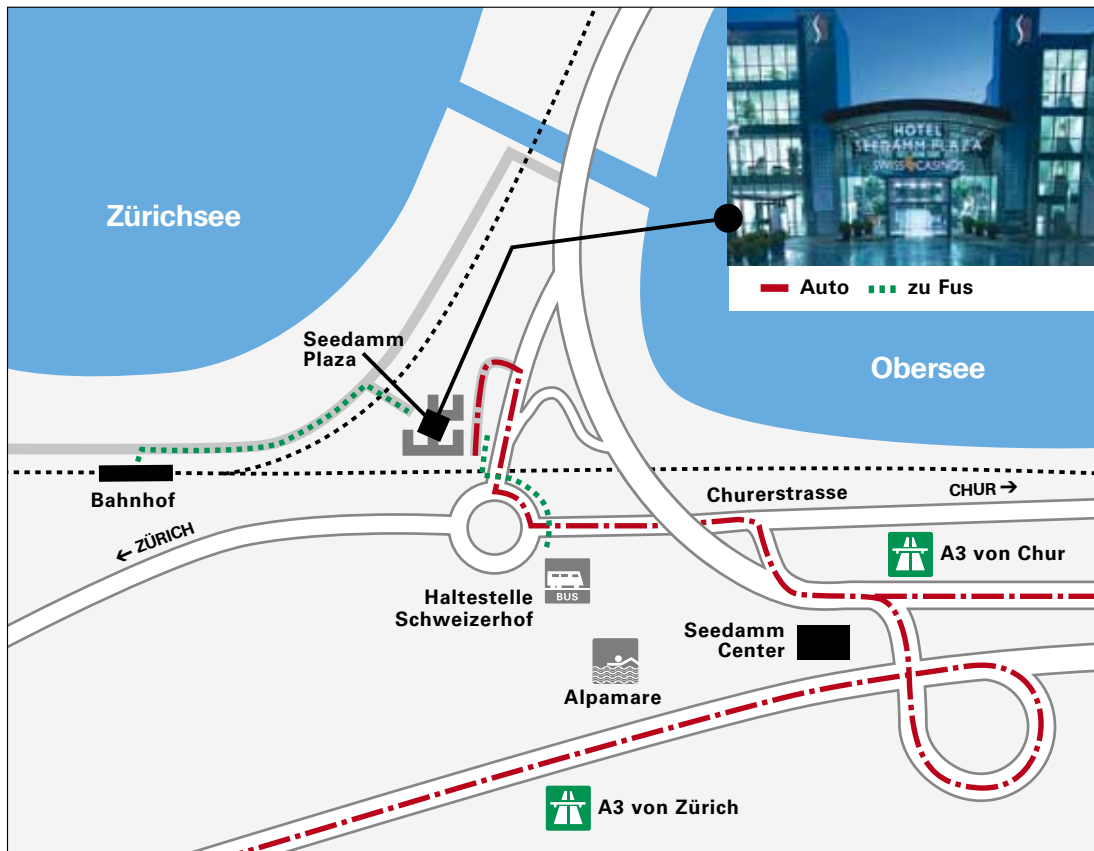 HOTEL
SEEDAMM PLAZA
SWISS CASINOS
Zürichsee
Auto
zu Fus
Seedamm
Plaza
Obersee
Bahnhof
Churerstrasse
CHUR →
← ZÜRICH
A3 von Chur
BUS
Haltestelle
Schweizerhof
Seedamm
Center
Alpamare
A3 von Zürich